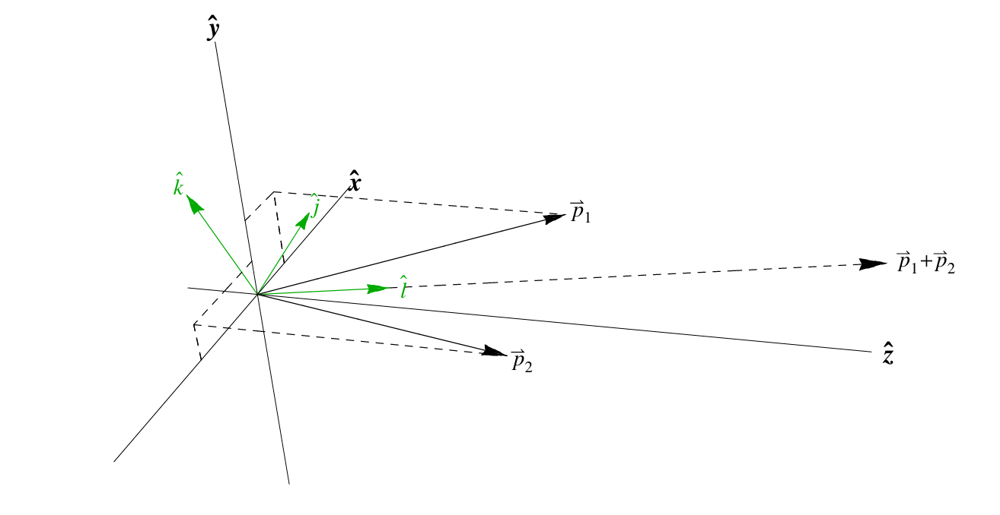 ŷ
k̂
x̂
ĵ
p⃗₁
p⃗₁+p⃗₂
l̂
ẑ
p⃗₂